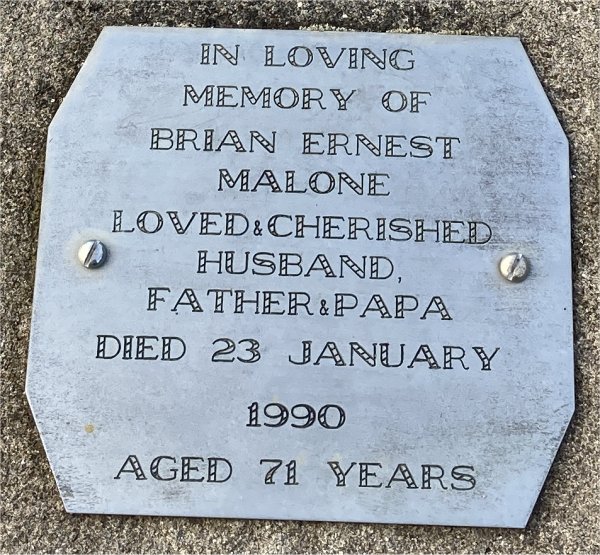 IN LOVING
MEMORY OF
BRIAN ERNEST
MALONE
LOVED & CHERISHED
HUSBAND,
FATHER & PAPA
DIED 23 JANUARY
1990
AGED 71 YEARS